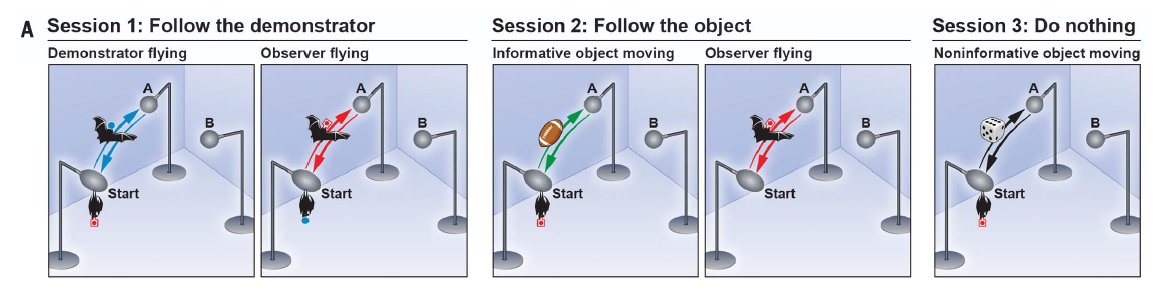 A
Session 1: Follow the demonstrator
Demonstrator flying
Observer flying
A
B
Start
A
B
Start
Session 2: Follow the object
Informative object moving
Observer flying
A
B
Start
A
B
Start
Session 3: Do nothing
Noninformative object moving
A
B
Start